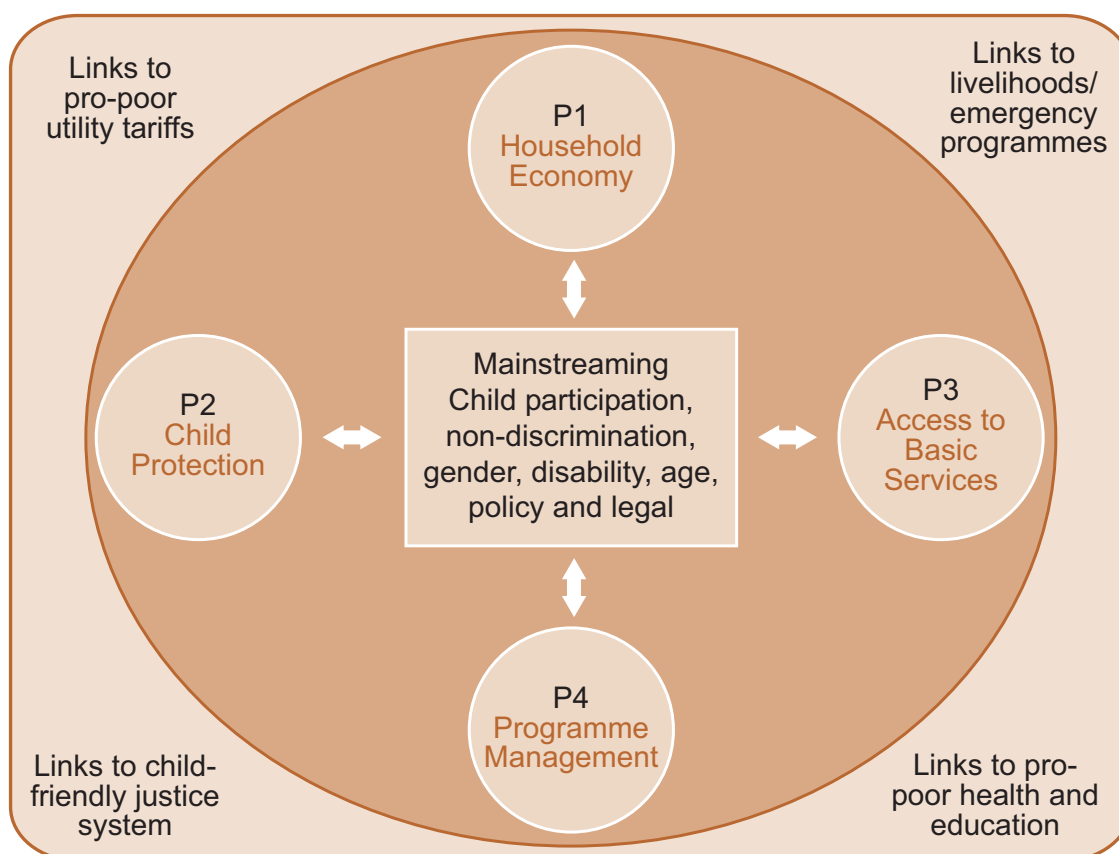 Links to
pro-poor
utility tariffs
Links to
livelihoods/
emergency
programmes
P1
Household
Economy
P2
Child
Protection
Mainstreaming
Child participation,
non-discrimination,
gender, disability, age,
policy and legal
P3
Access to
Basic
Services
P4
Programme
Management
Links to child-
friendly justice
system
Links to pro-
poor health and
education